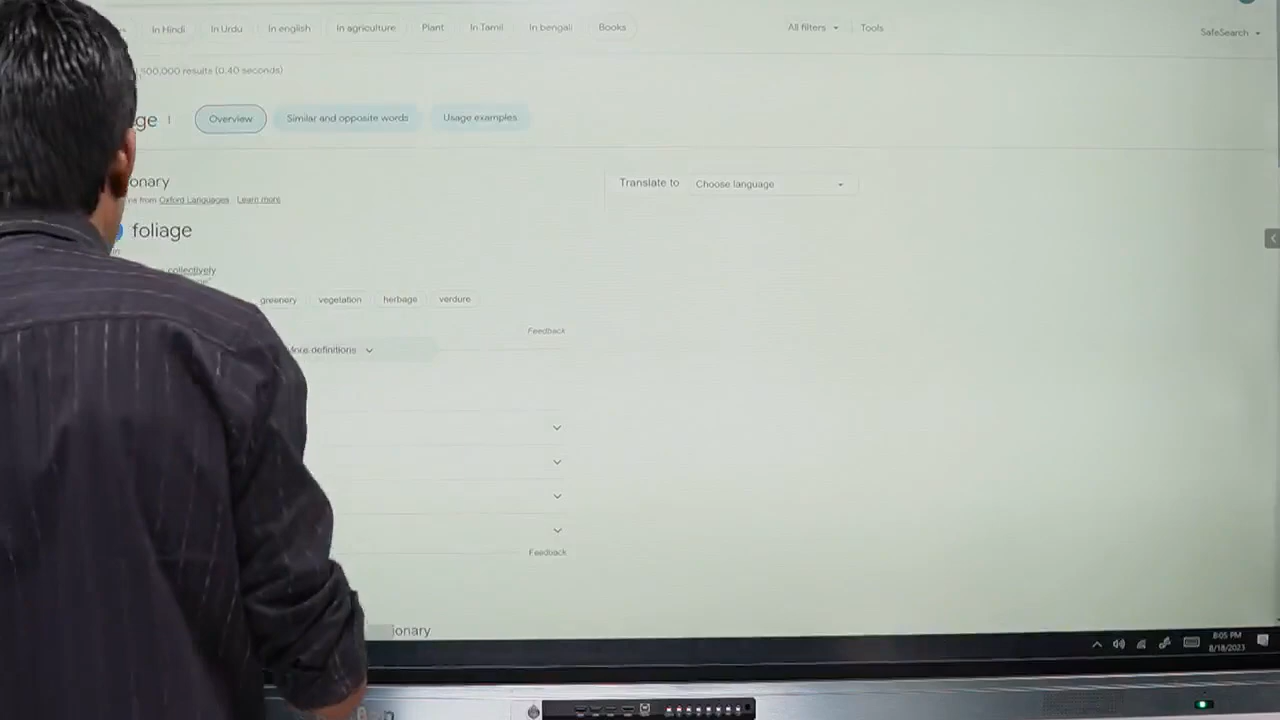 In Hindi In Urdu In english In agriculture Plant In Tamil In bengali Books All filters Tools
SafeSearch
500,000 results (0.40 seconds)
ge Overview Similar and opposite words Usage examples
onary Translate to Choose language
from Oxford Languages Learn more
foliage
collectively
greenery vegetation herbage verdure
Feedback
More definitions
Feedback
ionary
8:05 PM
8/18/2023